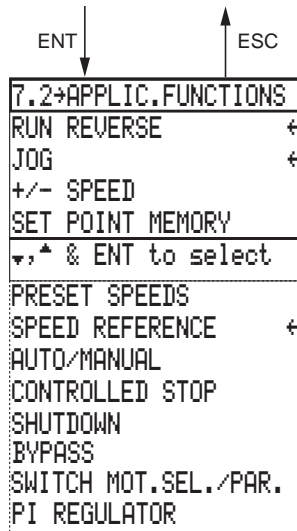 ENT ESC
7.2→APPLIC.FUNCTIONS
RUN REVERSE ←
JOG ←
+/- SPEED
SET POINT MEMORY
▼,▲ & ENT to select
PRESET SPEEDS
SPEED REFERENCE ←
AUTO/MANUAL
CONTROLLED STOP
SHUTDOWN
BYPASS
SWITCH MOT.SEL./PAR.
PI REGULATOR